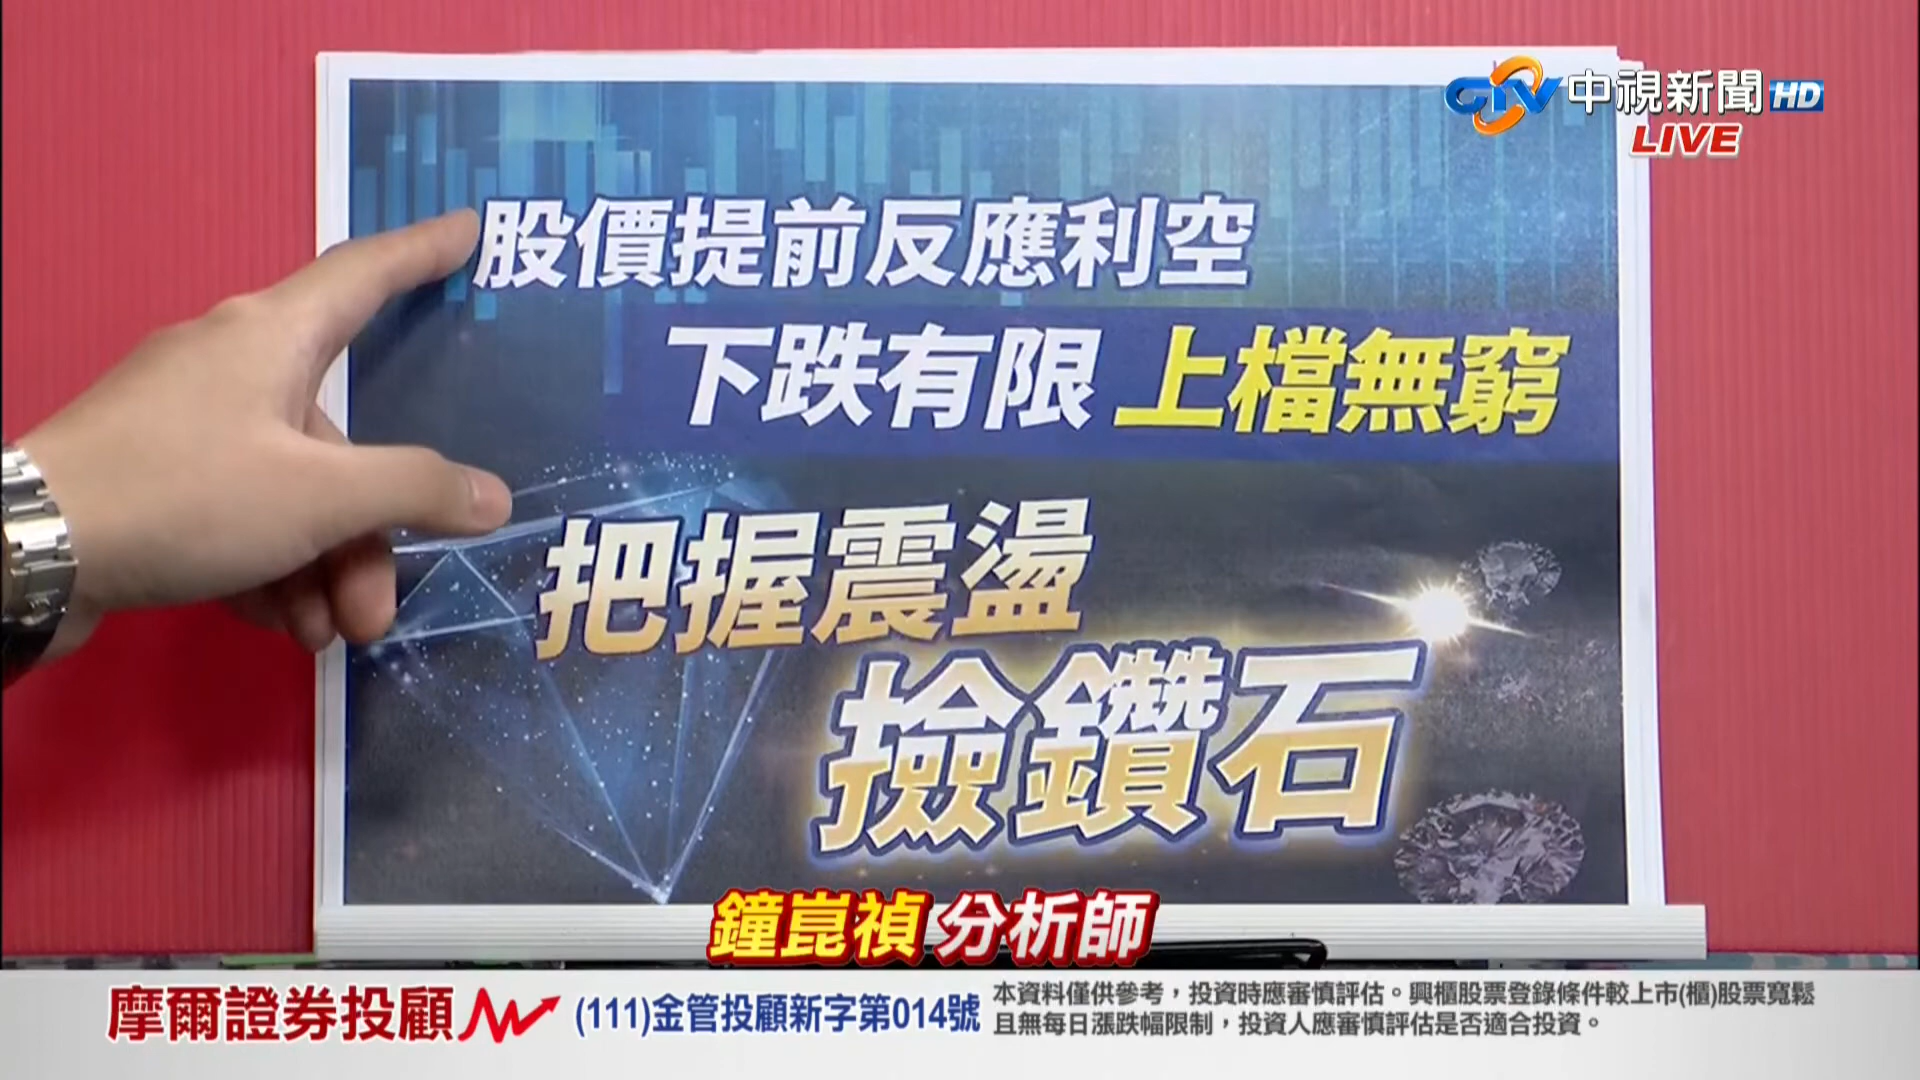 CTV中視新聞HD
LIVE
股價提前反應利空
下跌有限 上檔無窮
把握震盪
撿鑽石
鐘崑禎 分析師
摩爾證券投顧
(111)金管投顧新字第014號
本資料僅供參考，投資時應審慎評估。興櫃股票登錄條件較上市(櫃)股票寬鬆
且無每日漲跌幅限制，投資人應審慎評估是否適合投資。